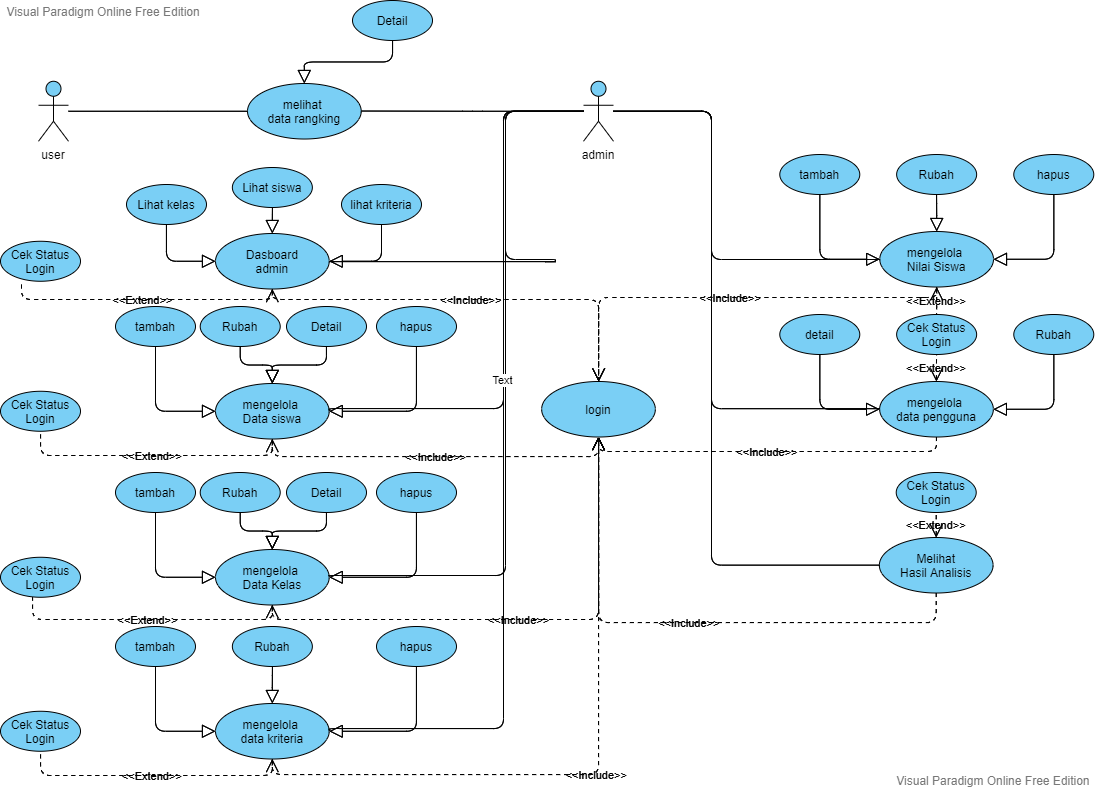 Visual Paradigm Online Free Edition
Detail
melihat
data rangking
user
admin
Lihat kelas
Lihat siswa
lihat kriteria
Cek Status
Login
Dasboard
admin
<<Extend>>
<<Include>>
tambah
Rubah
hapus
mengelola
Nilai Siswa
<<Include>>
<<Extend>>
tambah
Rubah
Detail
hapus
Cek Status
Login
mengelola
Data siswa
<<Extend>>
<<Include>>
Text
login
detail
Cek Status
Login
Rubah
<<Extend>>
mengelola
data pengguna
<<Include>>
tambah
Rubah
Detail
hapus
Cek Status
Login
mengelola
Data Kelas
<<Extend>>
<<Include>>
Cek Status
Login
<<Extend>>
Melihat
Hasil Analisis
<<Include>>
tambah
Rubah
hapus
Cek Status
Login
mengelola
data kriteria
<<Extend>>
<<Include>>
Visual Paradigm Online Free Edition